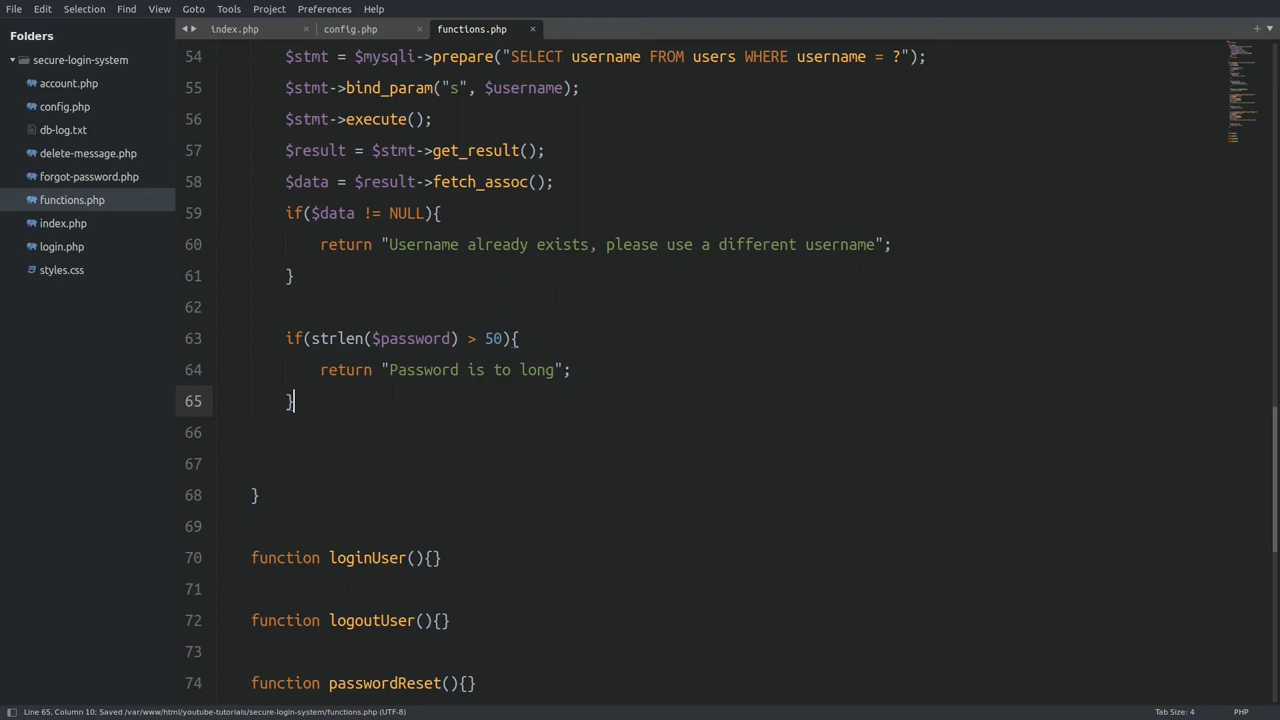 File Edit Selection Find View Goto Tools Project Preferences Help
Folders
secure-login-system
account.php
config.php
db-log.txt
delete-message.php
forgot-password.php
functions.php
index.php
login.php
styles.css
index.php × config.php × functions.php ×
54 $stmt = $mysqli->prepare("SELECT username FROM users WHERE username = ?");
55 $stmt->bind_param("s", $username);
56 $stmt->execute();
57 $result = $stmt->get_result();
58 $data = $result->fetch_assoc();
59 if($data != NULL){
60 return "Username already exists, please use a different username";
61 }
62
63 if(strlen($password) > 50){
64 return "Password is to long";
65 }
66
67
68 }
69
70 function loginUser(){}
71
72 function logoutUser(){}
73
74 function passwordReset(){}
Line 65, Column 10; Saved /var/www/html/youtube-tutorials/secure-login-system/functions.php (UTF-8) Tab Size: 4 PHP